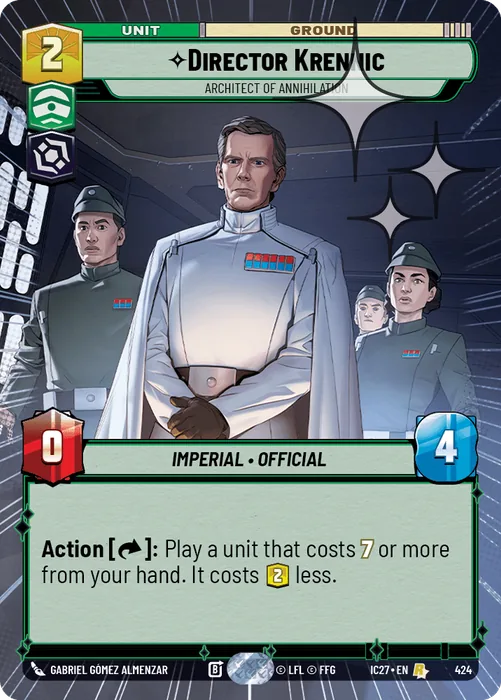 UNIT
GROUND
2
✧DIRECTOR KRENNIC
ARCHITECT OF ANNIHILATION
0
IMPERIAL • OFFICIAL
4
Action [↷]: Play a unit that costs 7 or more
from your hand. It costs 2 less.
GABRIEL GÓMEZ ALMENZAR
B
© LFL © FFG
IC27 • EN
R
424